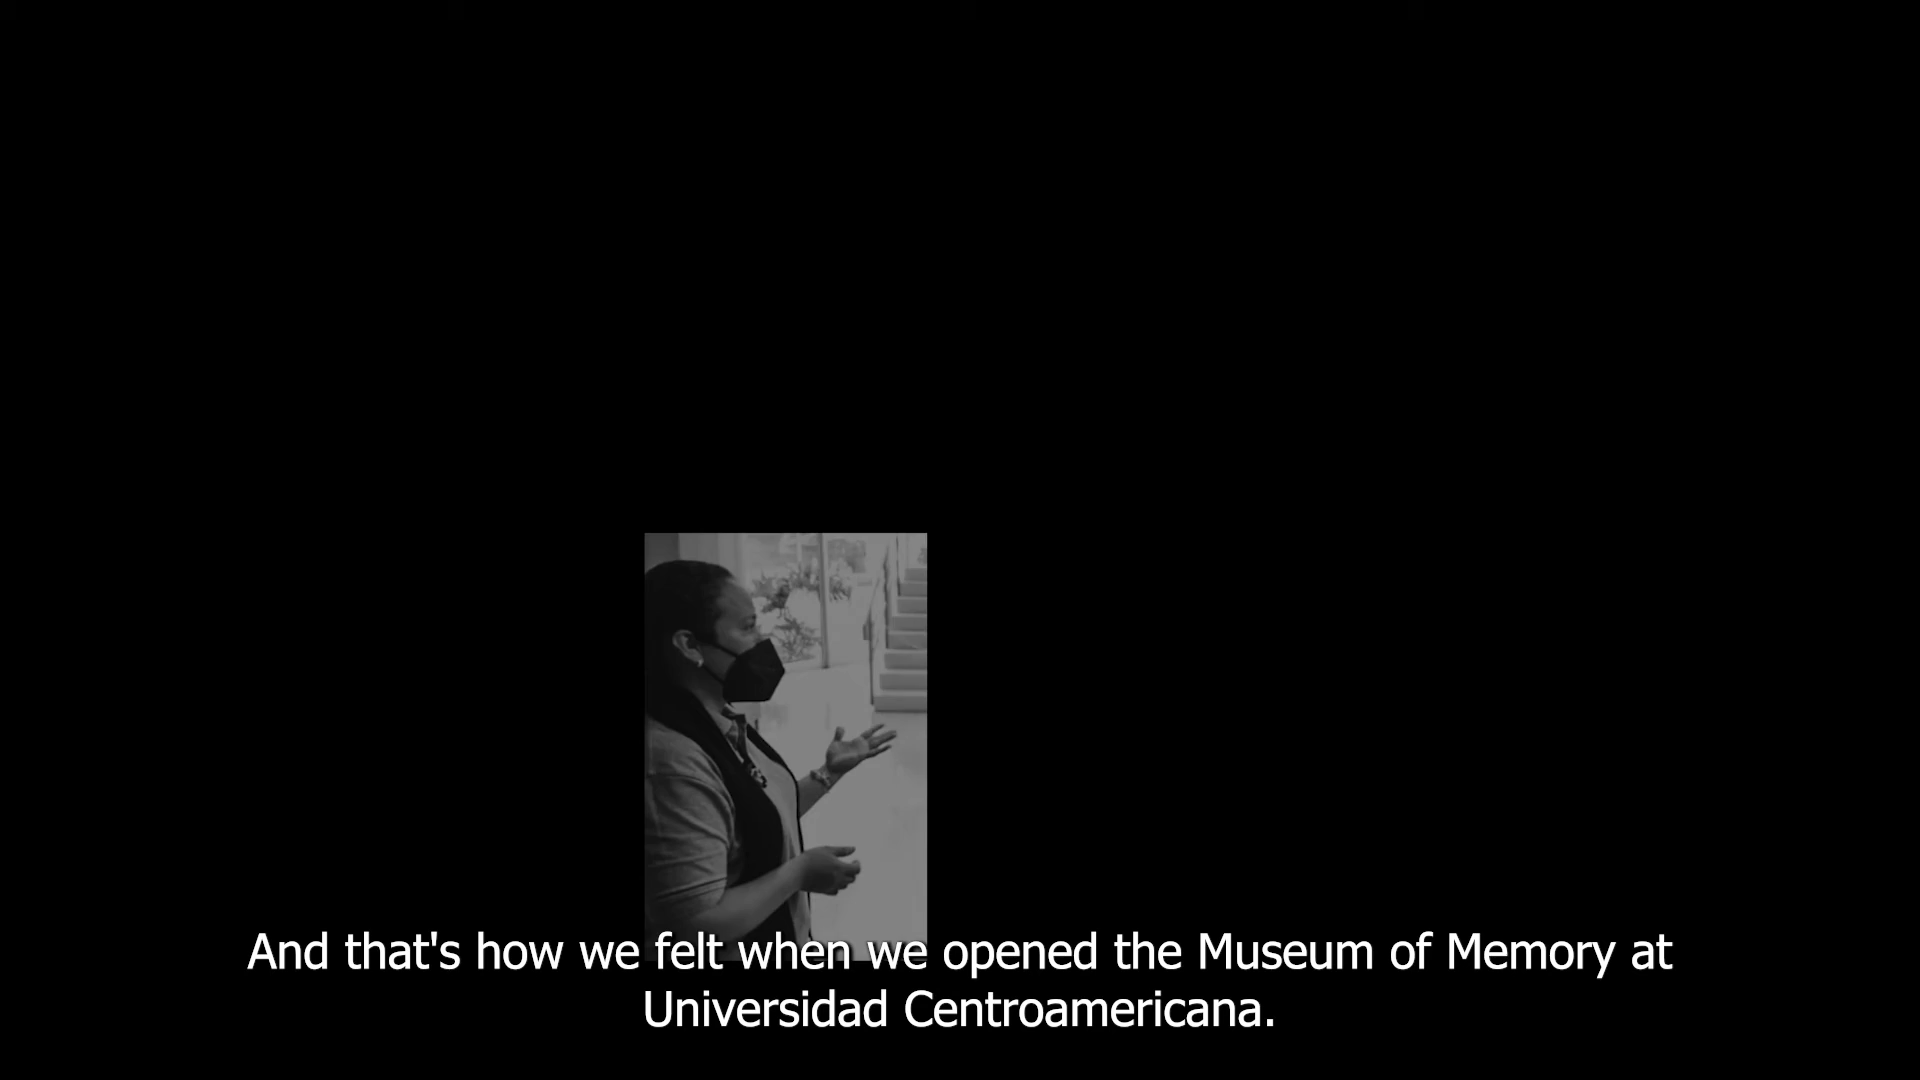 And that's how we felt when we opened the Museum of Memory at
Universidad Centroamericana.